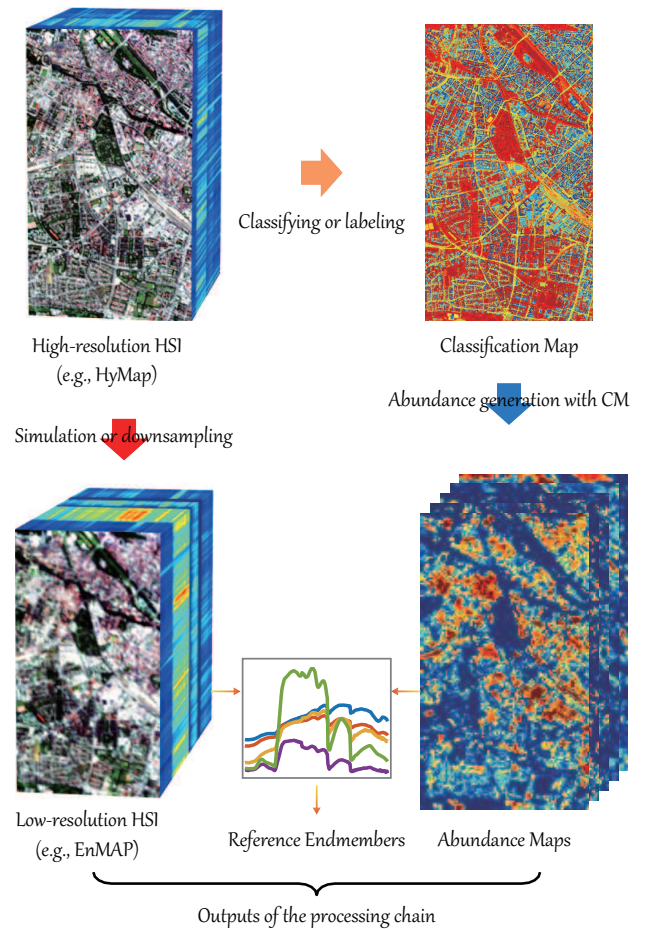 Classifying or labeling
High-resolution HSI
(e.g., HyMap)
Classification Map
Abundance generation with CM
Simulation or downsampling
Low-resolution HSI
(e.g., EnMAP)
Reference Endmembers
Abundance Maps
Outputs of the processing chain